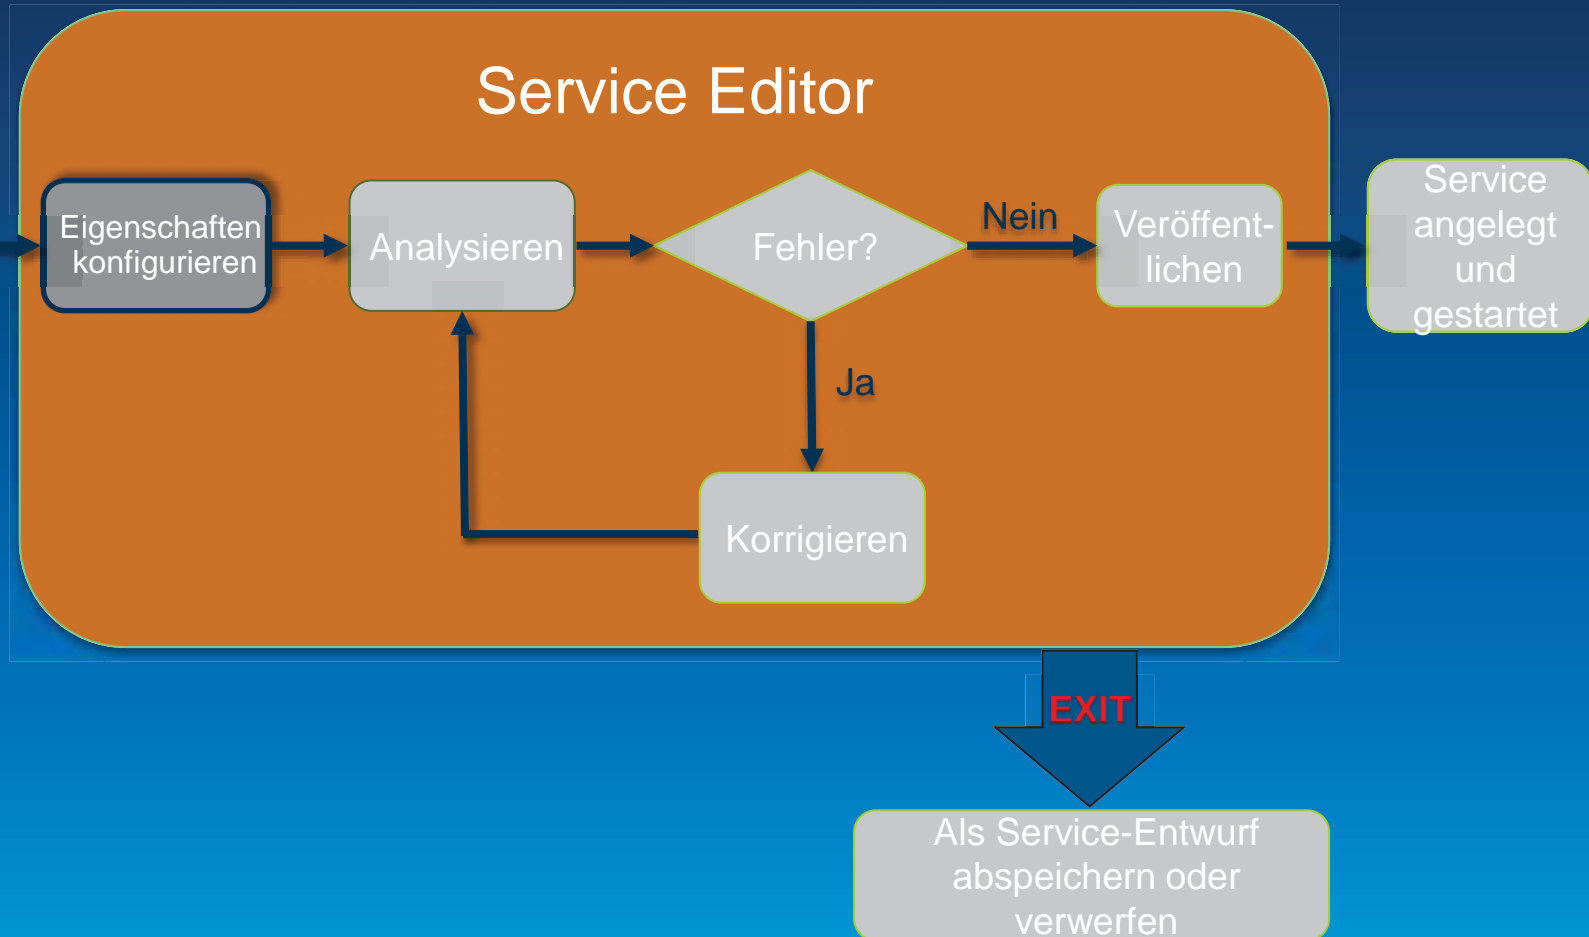 Service Editor
Eigenschaften
konfigurieren
Analysieren
Fehler?
Nein
Veröffent-
lichen
Service
angelegt
und
gestartet
Ja
Korrigieren
EXIT
Als Service-Entwurf
abspeichern oder
verwerfen